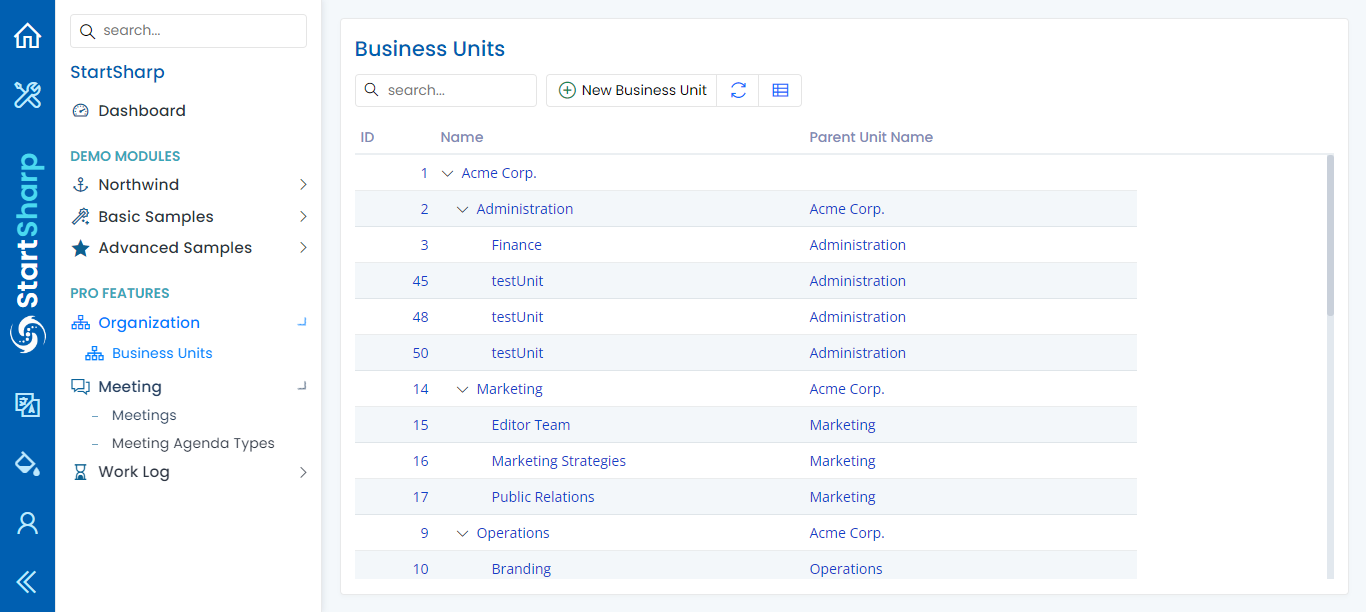 StartSharp
search...
StartSharp
Dashboard
DEMO MODULES
Northwind
Basic Samples
Advanced Samples
PRO FEATURES
Organization
Business Units
Meeting
Meetings
Meeting Agenda Types
Work Log
Business Units
search...
New Business Unit
ID Name Parent Unit Name
1 Acme Corp.
2 Administration Acme Corp.
3 Finance Administration
45 testUnit Administration
48 testUnit Administration
50 testUnit Administration
14 Marketing Acme Corp.
15 Editor Team Marketing
16 Marketing Strategies Marketing
17 Public Relations Marketing
9 Operations Acme Corp.
10 Branding Operations